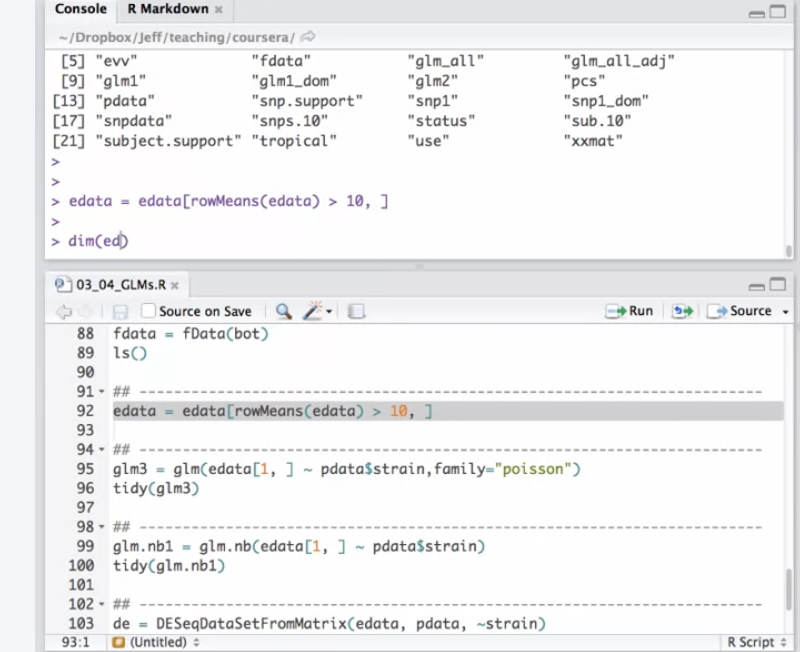 Console R Markdown ×
~/Dropbox/Jeff/teaching/coursera/
[5] "evv" "fdata" "glm_all" "glm_all_adj"
[9] "glm1" "glm1_dom" "glm2" "pcs"
[13] "pdata" "snp.support" "snp1" "snp1_dom"
[17] "snpdata" "snps.10" "status" "sub.10"
[21] "subject.support" "tropical" "use" "xxmat"
>
>
> edata = edata[rowMeans(edata) > 10, ]
>
> dim(ed)
03_04_GLMs.R ×
Source on Save Run Source
88 fdata = fData(bot)
89 ls()
90
91 ## ------------------------------------------------------------------------
92 edata = edata[rowMeans(edata) > 10, ]
93
94 ## ------------------------------------------------------------------------
95 glm3 = glm(edata[1, ] ~ pdata$strain,family="poisson")
96 tidy(glm3)
97
98 ## ------------------------------------------------------------------------
99 glm.nb1 = glm.nb(edata[1, ] ~ pdata$strain)
100 tidy(glm.nb1)
101
102 ## ------------------------------------------------------------------------
103 de = DESeqDataSetFromMatrix(edata, pdata, ~strain)
93:1 (Untitled) R Script